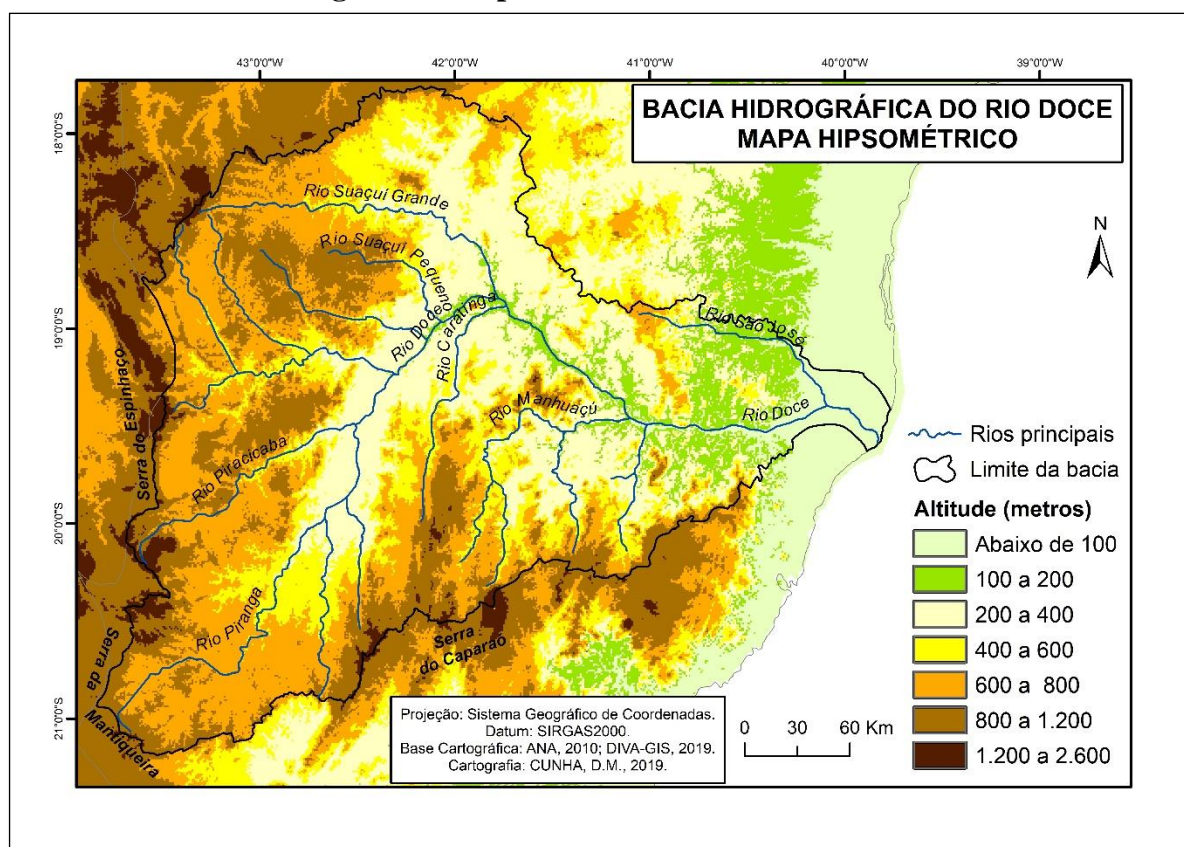 43°0'0"W
42°0'0"W
41°0'0"W
40°0'0"W
39°0'0"W
BACIA HIDROGRÁFICA DO RIO DOCE
MAPA HIPSOMÉTRICO
18°0'0"S
19°0'0"S
20°0'0"S
21°0'0"S
N
Rio Suaçuí Grande
Rio Suaçuí Pequeno
Rio Doce
Rio Caratinga
Rio São José
Rio Manhuaçú
Rio Doce
Rio Piracicaba
Rio Piranga
Serra do Espinhaço
Serra da
Mantiqueira
Serra
do Caparaó
Rios principais
Limite da bacia
Altitude (metros)
Abaixo de 100
100 a 200
200 a 400
400 a 600
600 a 800
800 a 1.200
1.200 a 2.600
Projeção: Sistema Geográfico de Coordenadas.
Datum: SIRGAS2000.
Base Cartográfica: ANA, 2010; DIVA-GIS, 2019.
Cartografia: CUNHA, D.M., 2019.
0 30 60 Km